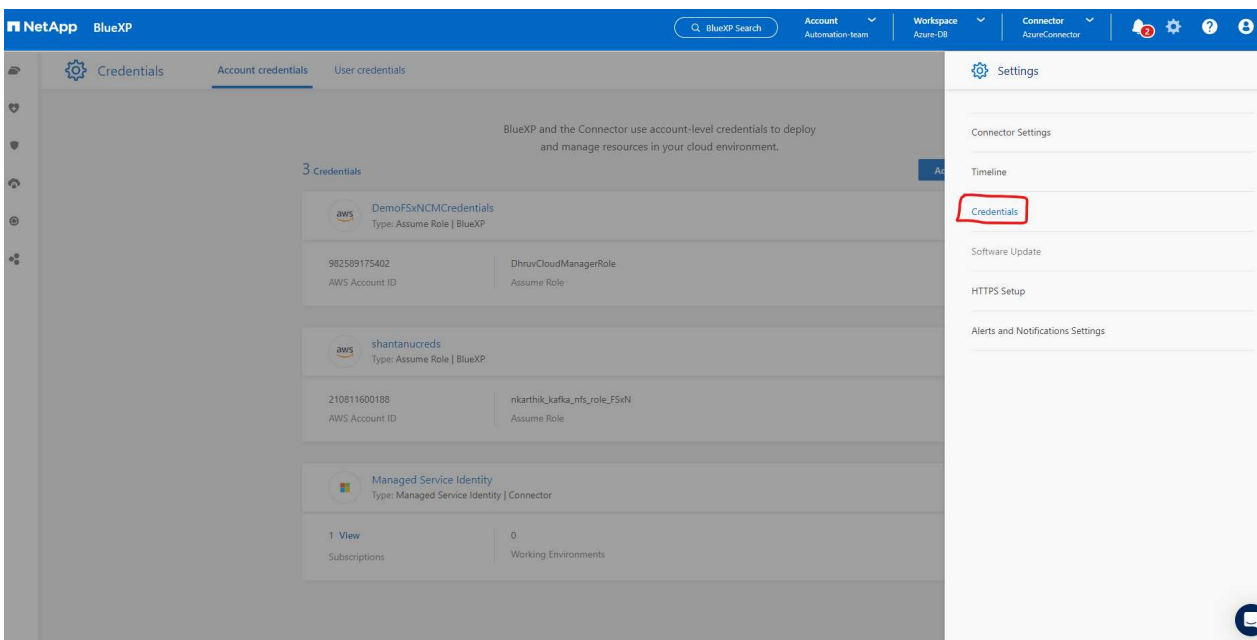 NetApp BlueXP
BlueXP Search
Account
Automation-team
Workspace
Azure-DB
Connector
AzureConnector
2
Credentials
Account credentials
User credentials
BlueXP and the Connector use account-level credentials to deploy
and manage resources in your cloud environment.
3 Credentials
aws
DemoFSxNCMCredentials
Type: Assume Role | BlueXP
982589175402
DhruvCloudManagerRole
AWS Account ID
Assume Role
aws
shantanucreds
Type: Assume Role | BlueXP
210811600188
nkarthik_kafka_nfs_role_FSxN
AWS Account ID
Assume Role
Managed Service Identity
Type: Managed Service Identity | Connector
1 View
0
Subscriptions
Working Environments
Settings
Connector Settings
Timeline
Credentials
Software Update
HTTPS Setup
Alerts and Notifications Settings